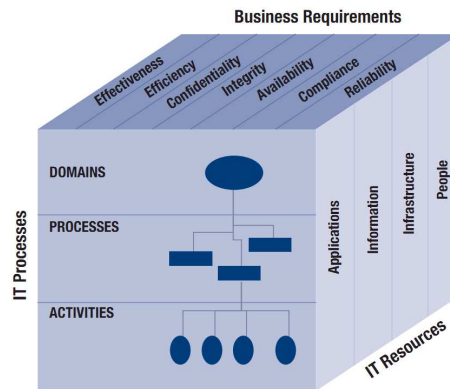 Business Requirements
Effectiveness
Efficiency
Confidentiality
Integrity
Availability
Compliance
Reliability
IT Processes
DOMAINS
PROCESSES
ACTIVITIES
Applications
Information
Infrastructure
People
IT Resources